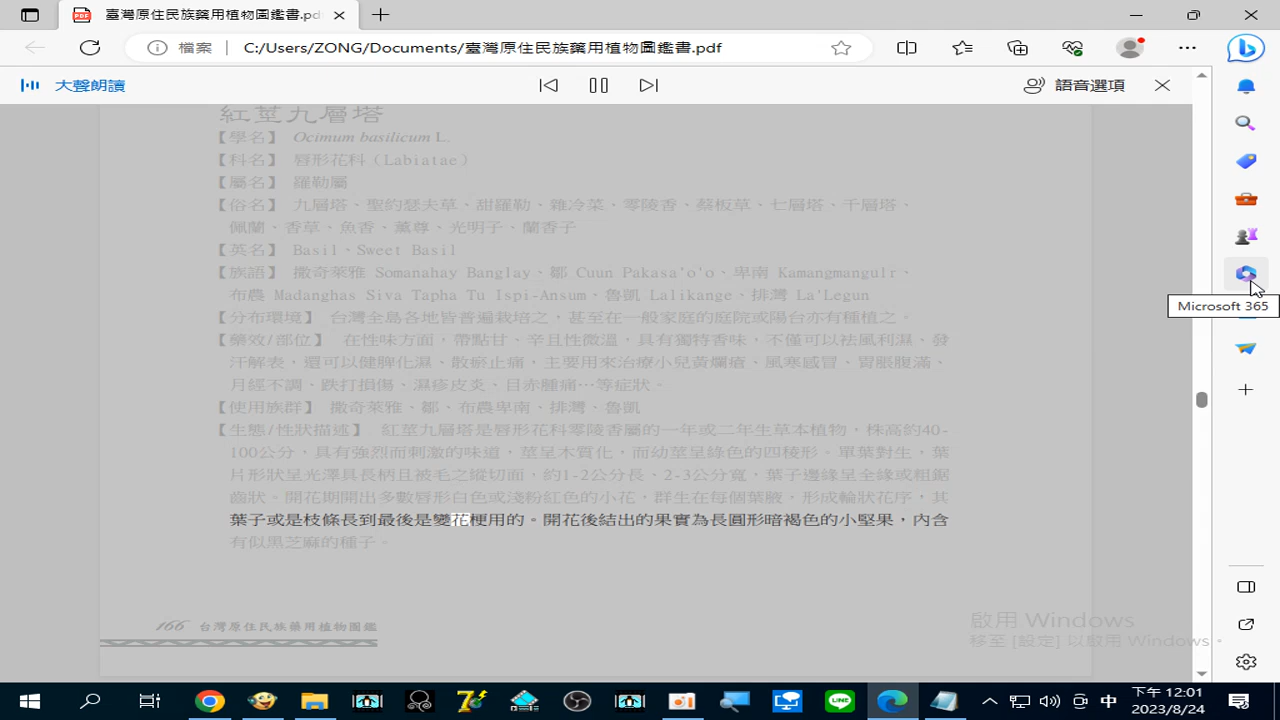 臺灣原住民族藥用植物圖鑑書.pdf
檔案
C:/Users/ZONG/Documents/臺灣原住民族藥用植物圖鑑書.pdf
大聲朗讀
語音選項
紅莖九層塔
【學名】 Ocimum basilicum L.
【科名】 唇形花科（Labiatae）
【屬名】 羅勒屬
【俗名】 九層塔、聖約瑟夫草、甜羅勒、雞冷菜、零陵香、蔡板草、七層塔、千層塔、
佩蘭、香草、魚香、薰尊、光明子、蘭香子
【英名】 Basil、Sweet Basil
【族語】 撒奇萊雅 Somanahay Banglay、鄒 Cuun Pakasa'o'o、卑南 Kamangmangulr、
布農 Madanghas Siva Tapha Tu Ispi-Ansum、魯凱 Lalikange、排灣 La'Legun
【分布環境】 台灣全島各地皆普遍栽培之，甚至在一般家庭的庭院或陽台亦有種植之。
【藥效/部位】 在性味方面，帶點甘、辛且性微溫，具有獨特香味，不僅可以祛風利濕、發
汗解表，還可以健脾化濕、散瘀止痛，主要用來治療小兒黃爛瘡、風寒感冒、胃脹腹滿、
月經不調、跌打損傷、濕疹皮炎、目赤腫痛…等症狀。
【使用族群】 撒奇萊雅、鄒、布農卑南、排灣、魯凱
【生態/性狀描述】 紅莖九層塔是唇形花科零陵香屬的一年或二年生草本植物，株高約40-
100公分，具有強烈而刺激的味道，莖呈木質化，而幼莖呈綠色的四稜形。單葉對生，葉
片形狀呈光澤具長柄且被毛之縱切面，約1-2公分長、2-3公分寬，葉子邊緣呈全緣或粗鋸
齒狀。開花期開出多數唇形白色或淺粉紅色的小花，群生在每個葉腋，形成輪狀花序，其
葉子或是枝條長到最後是變花梗用的。開花後結出的果實為長圓形暗褐色的小堅果，內含
有似黑芝麻的種子。
166 台灣原住民族藥用植物圖鑑
Microsoft 365
啟用 Windows
移至 [設定] 以啟用 Windows。
中
下午 12:01
2023/8/24